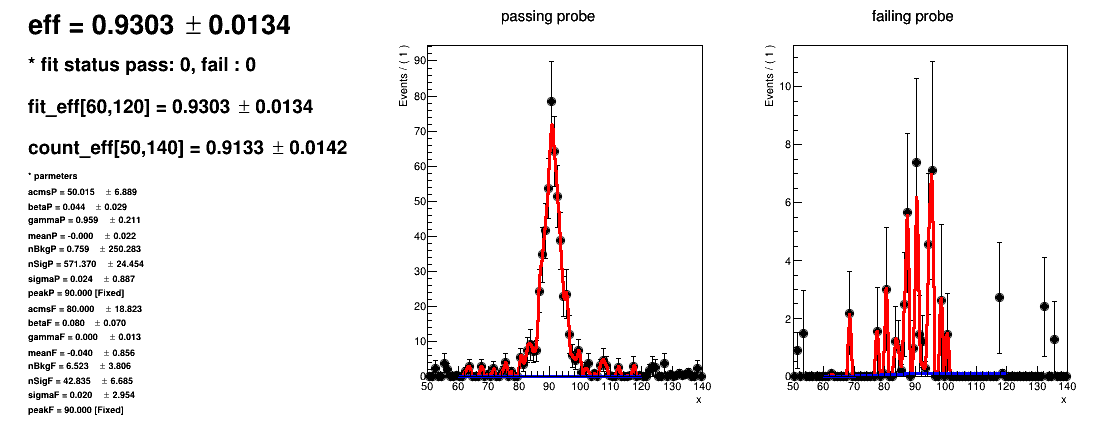 eff = 0.9303 ± 0.0134
* fit status pass: 0, fail : 0
fit_eff[60,120] = 0.9303 ± 0.0134
count_eff[50,140] = 0.9133 ± 0.0142
* parmeters
acmsP = 50.015 ± 6.889
betaP = 0.044 ± 0.029
gammaP = 0.959 ± 0.211
meanP = -0.000 ± 0.022
nBkgP = 0.759 ± 250.283
nSigP = 571.370 ± 24.454
sigmaP = 0.024 ± 0.887
peakP = 90.000 [Fixed]
acmsF = 80.000 ± 18.823
betaF = 0.080 ± 0.070
gammaF = 0.000 ± 0.013
meanF = -0.040 ± 0.856
nBkgF = 6.523 ± 3.806
nSigF = 42.835 ± 6.685
sigmaF = 0.020 ± 2.954
peakF = 90.000 [Fixed]
passing probe
Events / ( 1 )
90
80
70
60
50
40
30
20
10
0
50 60 70 80 90 100 110 120 130 140
x
failing probe
Events / ( 1 )
10
8
6
4
2
0
50 60 70 80 90 100 110 120 130 140
x